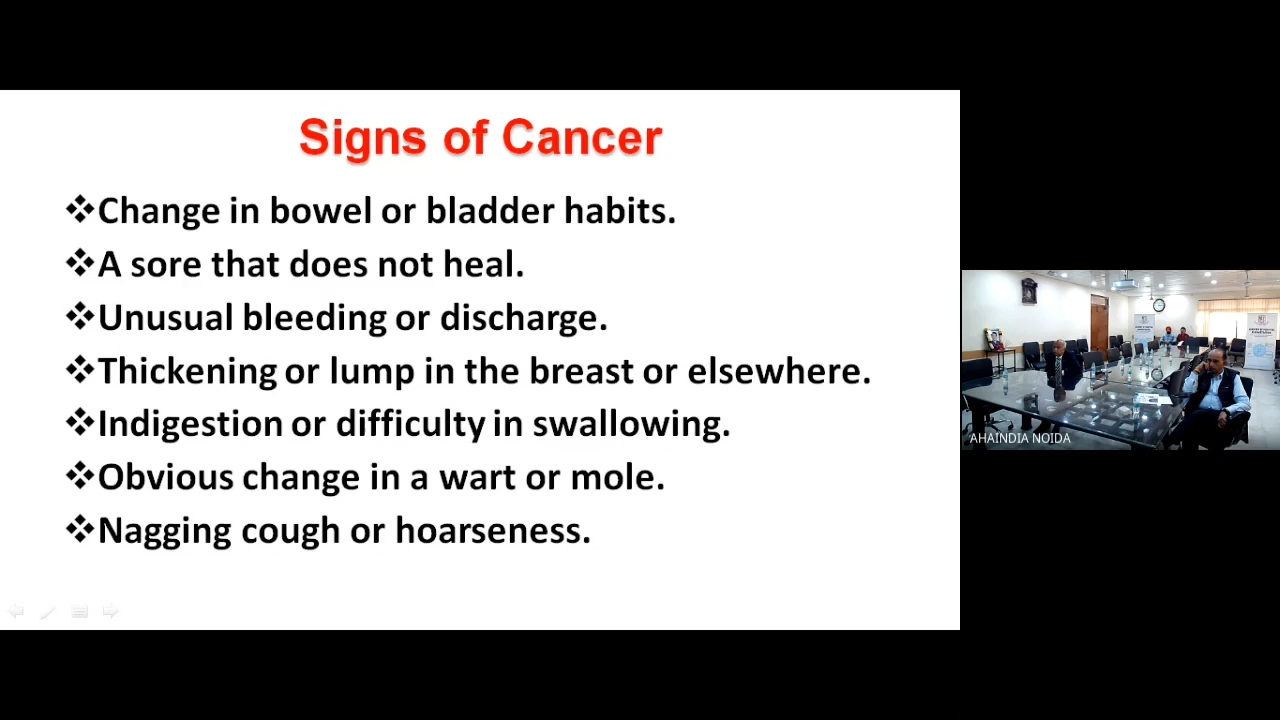 Signs of Cancer
Change in bowel or bladder habits.
A sore that does not heal.
Unusual bleeding or discharge.
Thickening or lump in the breast or elsewhere.
Indigestion or difficulty in swallowing.
Obvious change in a wart or mole.
Nagging cough or hoarseness.
AHAINDIA NOIDA